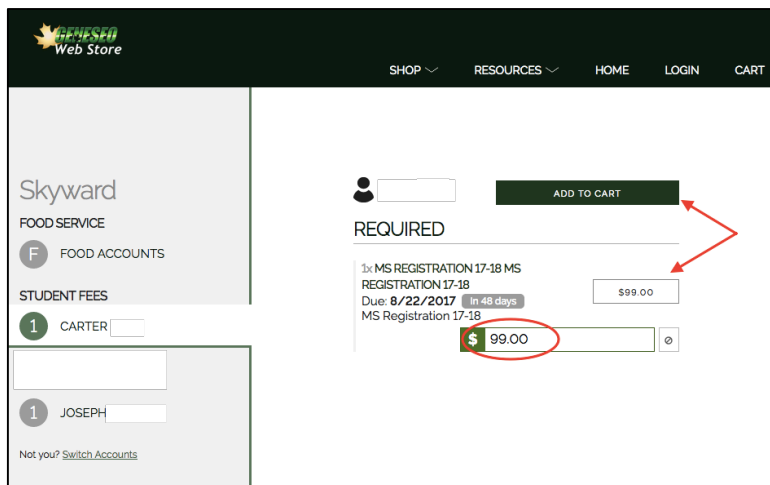 GENESEO
Web Store
SHOP RESOURCES HOME LOGIN CART
Skyward
FOOD SERVICE
F FOOD ACCOUNTS
STUDENT FEES
1 CARTER
1 JOSEPH
Not you? Switch Accounts
ADD TO CART
REQUIRED
1x MS REGISTRATION 17-18 MS
REGISTRATION 17-18
$99.00
Due: 8/22/2017 In 48 days
MS Registration 17-18
$ 99.00